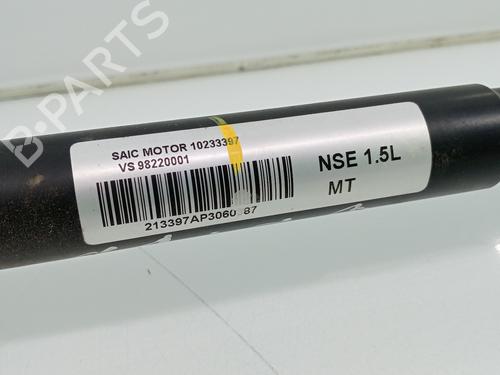 SAIC MOTOR 10233397
VS 98220001
NSE 1.5L
MT
B-PARTS